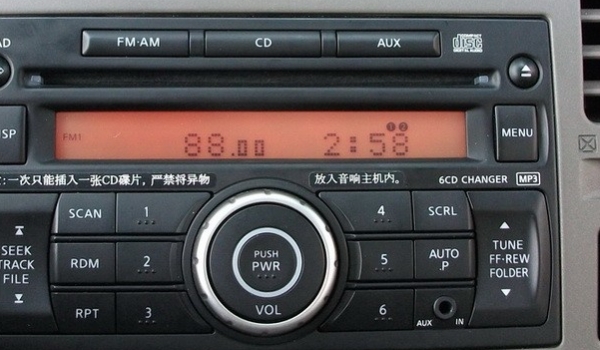 AD
FM·AM
CD
AUX
COMPACT
disc
DIGITAL AUDIO
FM1
88.00
2:58
ISP
MENU
:一次只能插入一张CD碟片，严禁将异物
放入音响主机内。
6CD CHANGER MP3
SCAN
1
4
SCRL
SEEK
TRACK
FILE
RDM
2
PUSH
PWR
VOL
5
AUTO
.P
TUNE
FF·REW
FOLDER
RPT
3
6
AUX IN